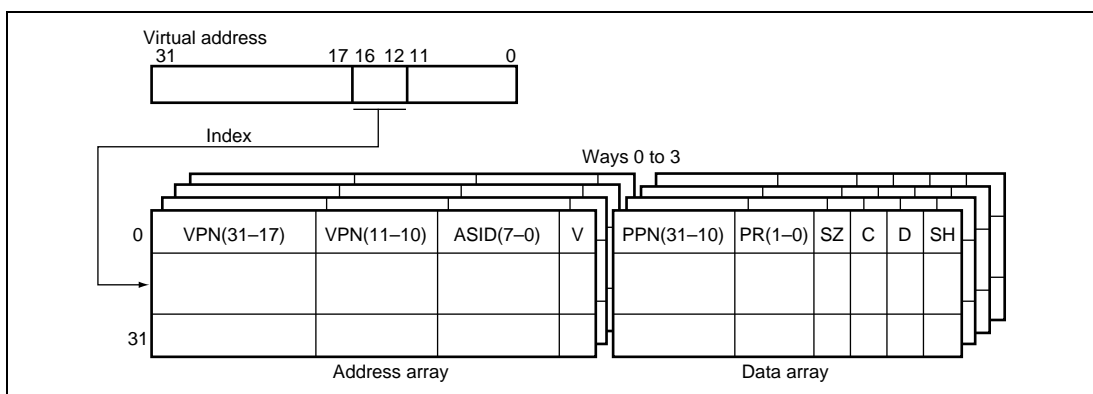 Virtual address
31 17 16 12 11 0
Index
Ways 0 to 3
0 VPN(31–17) VPN(11–10) ASID(7–0) V PPN(31–10) PR(1–0) SZ C D SH
31
Address array Data array